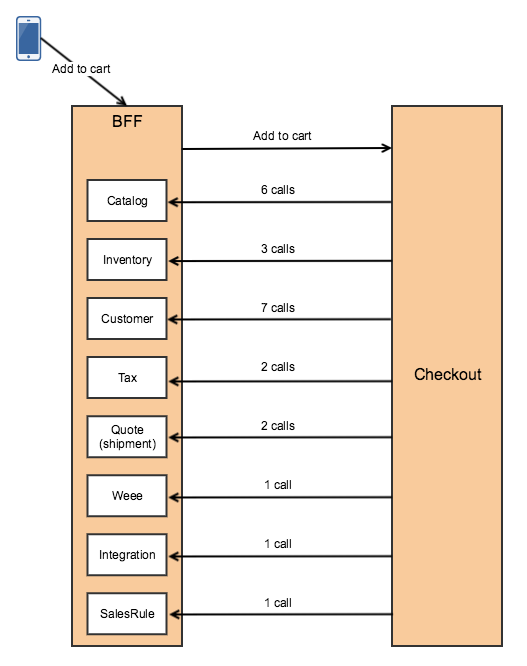 Add to cart
BFF
Add to cart
Catalog
6 calls
Inventory
3 calls
Customer
7 calls
Tax
2 calls
Checkout
Quote
(shipment)
2 calls
Weee
1 call
Integration
1 call
SalesRule
1 call